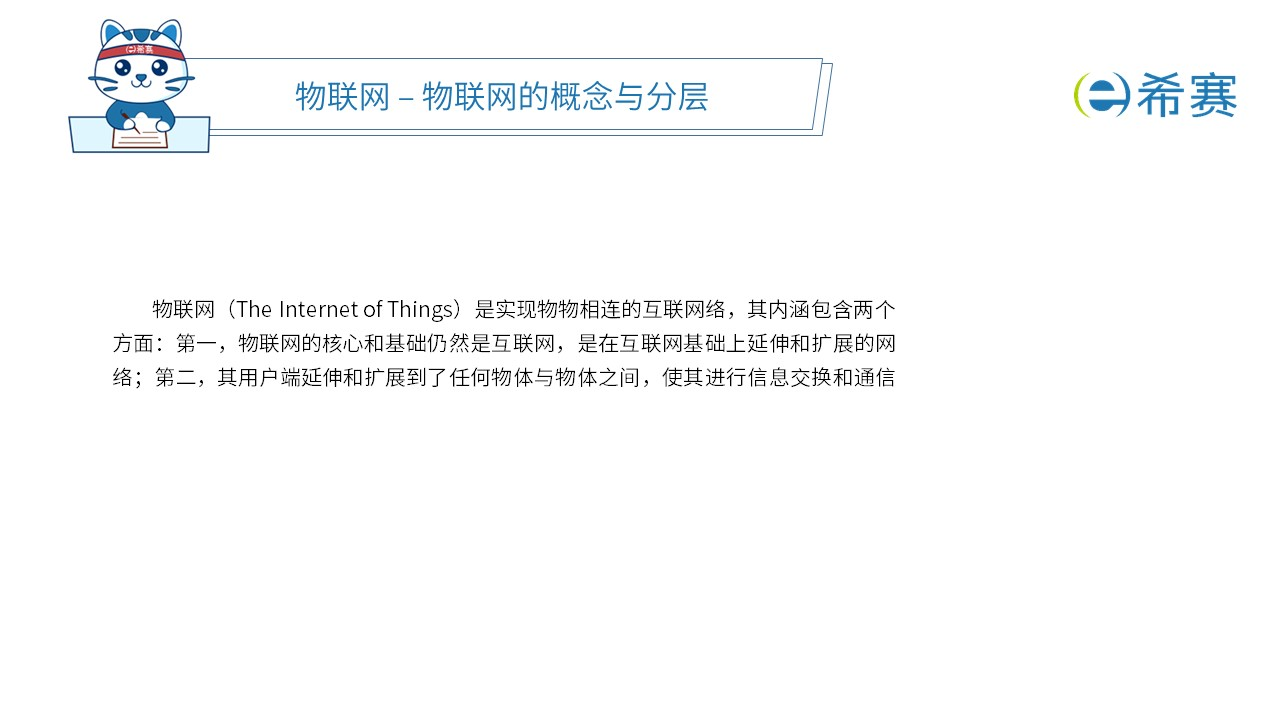 希赛
物联网 – 物联网的概念与分层
希赛
物联网（The Internet of Things）是实现物物相连的互联网络，其内涵包含两个
方面：第一，物联网的核心和基础仍然是互联网，是在互联网基础上延伸和扩展的网
络；第二，其用户端延伸和扩展到了任何物体与物体之间，使其进行信息交换和通信